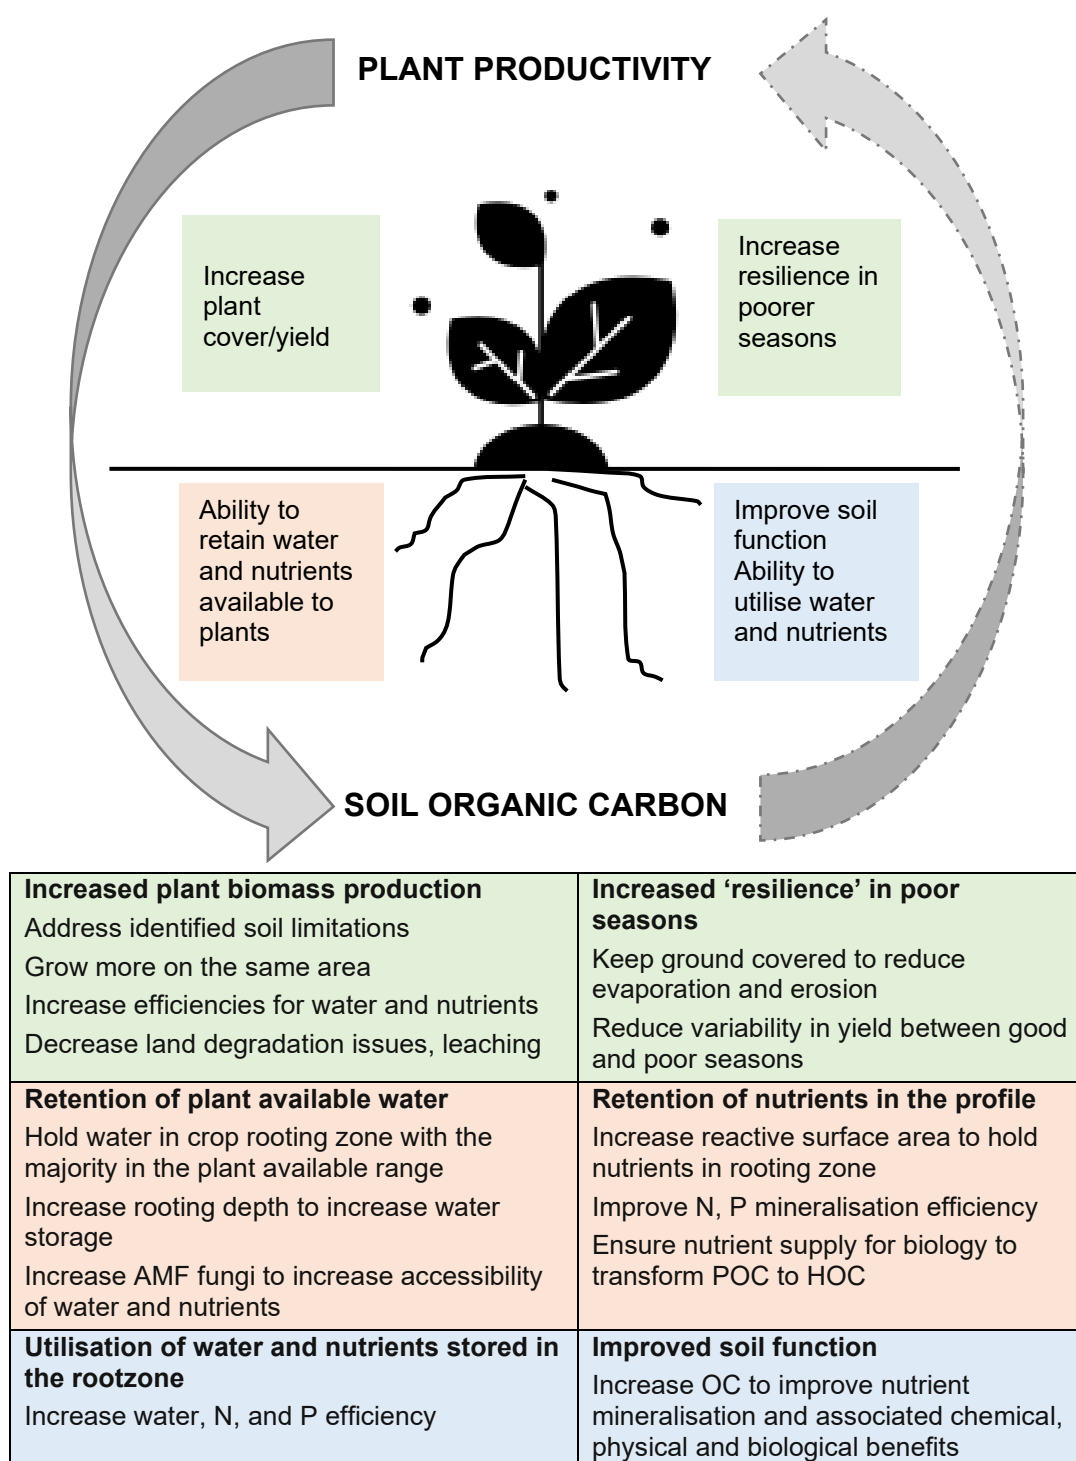 PLANT PRODUCTIVITY
Increase
plant
cover/yield
Increase
resilience in
poorer
seasons
Ability to
retain water
and nutrients
available to
plants
Improve soil
function
Ability to
utilise water
and nutrients
SOIL ORGANIC CARBON
Increased plant biomass production
Address identified soil limitations
Grow more on the same area
Increase efficiencies for water and nutrients
Decrease land degradation issues, leaching
Increased ‘resilience’ in poor
seasons
Keep ground covered to reduce
evaporation and erosion
Reduce variability in yield between good
and poor seasons
Retention of plant available water
Hold water in crop rooting zone with the
majority in the plant available range
Increase rooting depth to increase water
storage
Increase AMF fungi to increase accessibility
of water and nutrients
Retention of nutrients in the profile
Increase reactive surface area to hold
nutrients in rooting zone
Improve N, P mineralisation efficiency
Ensure nutrient supply for biology to
transform POC to HOC
Utilisation of water and nutrients stored in
the rootzone
Increase water, N, and P efficiency
Improved soil function
Increase OC to improve nutrient
mineralisation and associated chemical,
physical and biological benefits